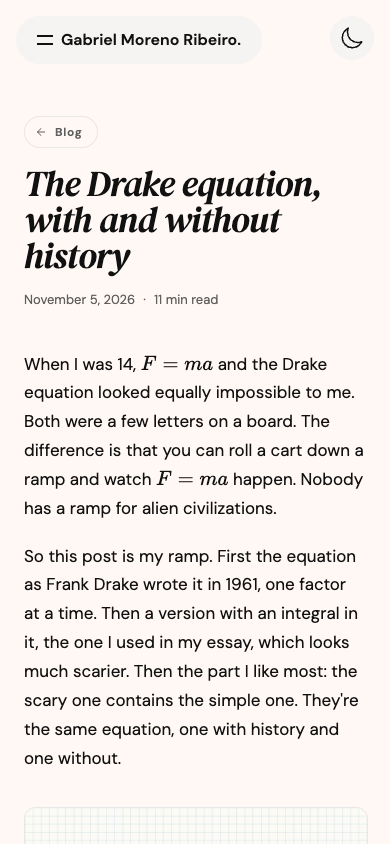 Gabriel Moreno Ribeiro.
← Blog
The Drake equation,
with and without
history
November 5, 2026 · 11 min read
When I was 14, F = ma and the Drake
equation looked equally impossible to me.
Both were a few letters on a board. The
difference is that you can roll a cart down a
ramp and watch F = ma happen. Nobody
has a ramp for alien civilizations.
So this post is my ramp. First the equation
as Frank Drake wrote it in 1961, one factor
at a time. Then a version with an integral in
it, the one I used in my essay, which looks
much scarier. Then the part I like most: the
scary one contains the simple one. They're
the same equation, one with history and
one without.